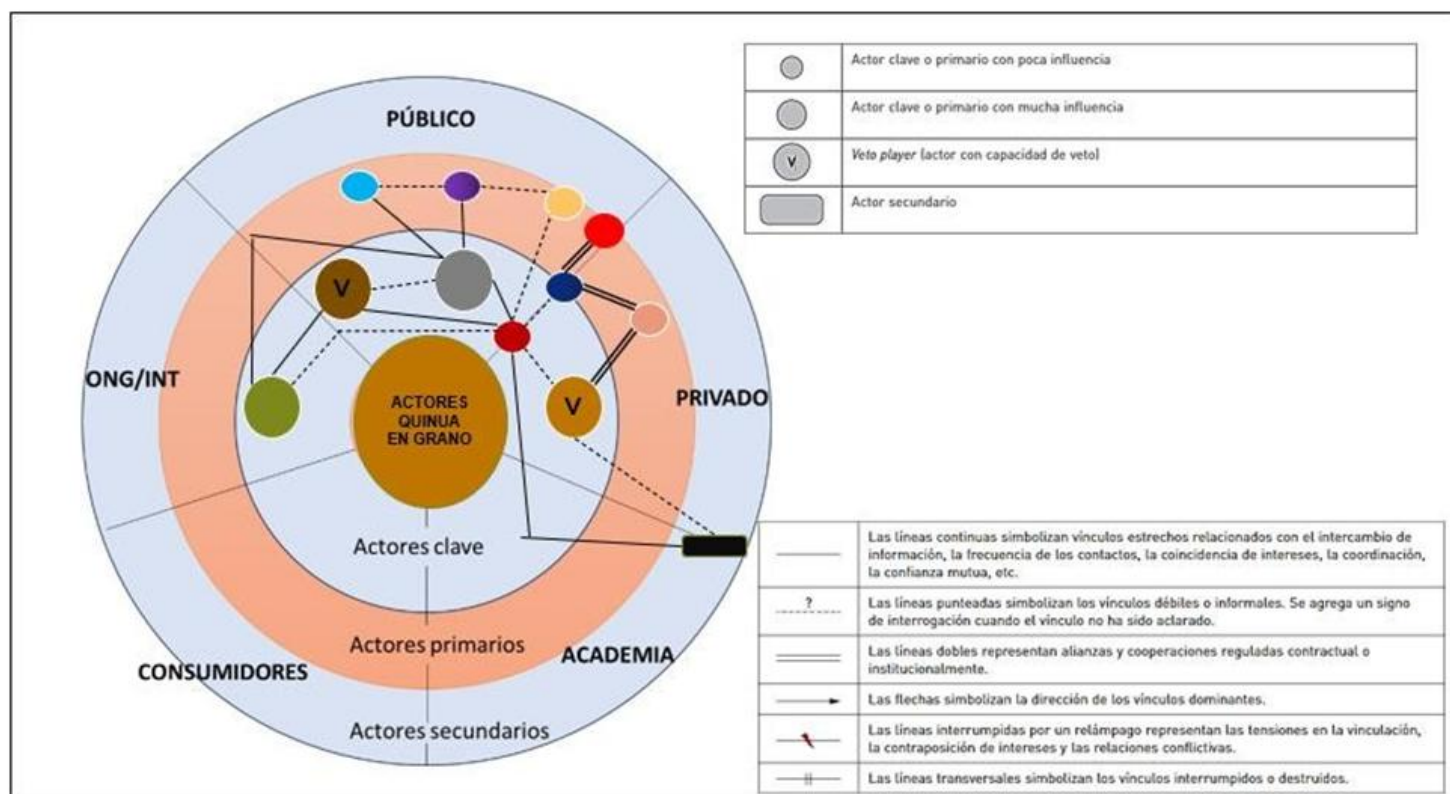 PÚBLICO
V
ONG/INT
PRIVADO
V
ACTORES
QUINUA
EN GRANO
Actores clave
Actores primarios
ACADEMIA
CONSUMIDORES
Actores secundarios
Actor clave o primario con poca influencia
Actor clave o primario con mucha influencia
V
Veto player (actor con capacidad de veto)
Actor secundario
Las líneas continuas simbolizan vínculos estrechos relacionados con el intercambio de
información, la frecuencia de los contactos, la coincidencia de intereses, la coordinación,
la confianza mutua, etc.
?
Las líneas punteadas simbolizan los vínculos débiles o informales. Se agrega un signo
de interrogación cuando el vínculo no ha sido aclarado.
Las líneas dobles representan alianzas y cooperaciones reguladas contractual o
institucionalmente.
Las flechas simbolizan la dirección de los vínculos dominantes.
Las líneas interrumpidas por un relámpago representan las tensiones en la vinculación,
la contraposición de intereses y las relaciones conflictivas.
Las líneas transversales simbolizan los vínculos interrumpidos o destruidos.